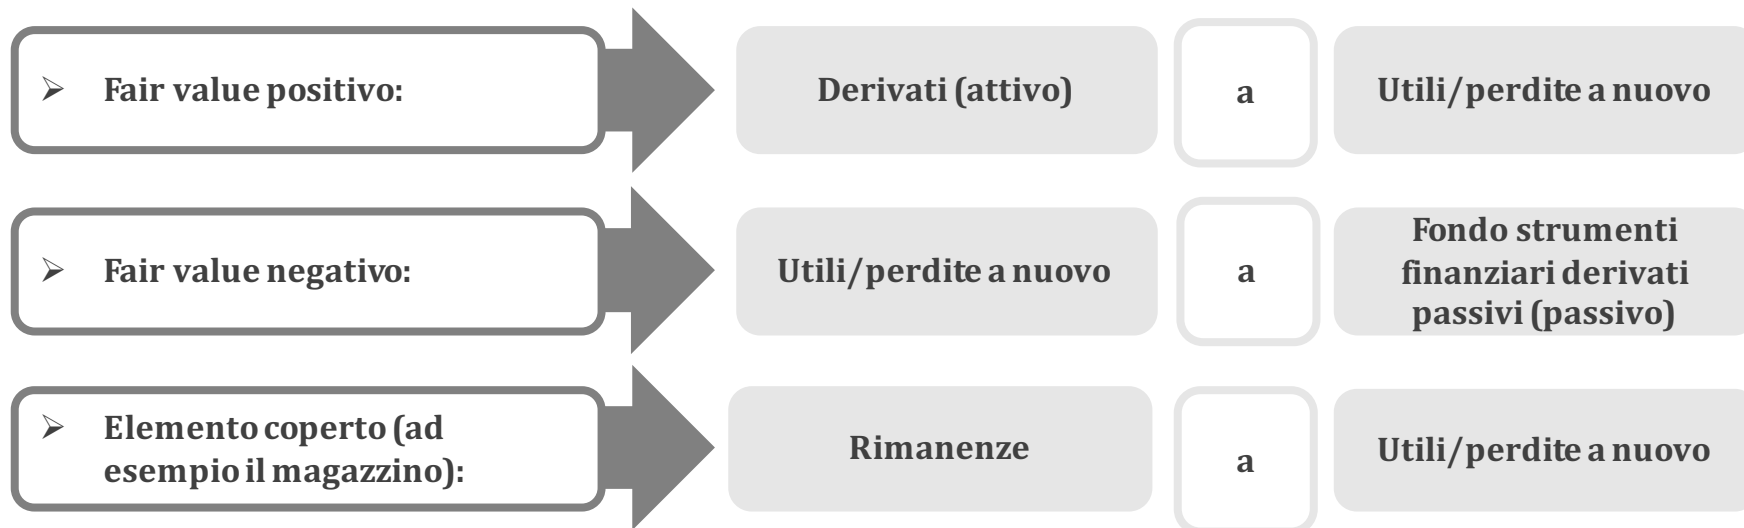 ➢ Fair value positivo:
Derivati (attivo)
a
Utili/perdite a nuovo
➢ Fair value negativo:
Utili/perdite a nuovo
a
Fondo strumenti
finanziari derivati
passivi (passivo)
➢ Elemento coperto (ad
esempio il magazzino):
Rimanenze
a
Utili/perdite a nuovo